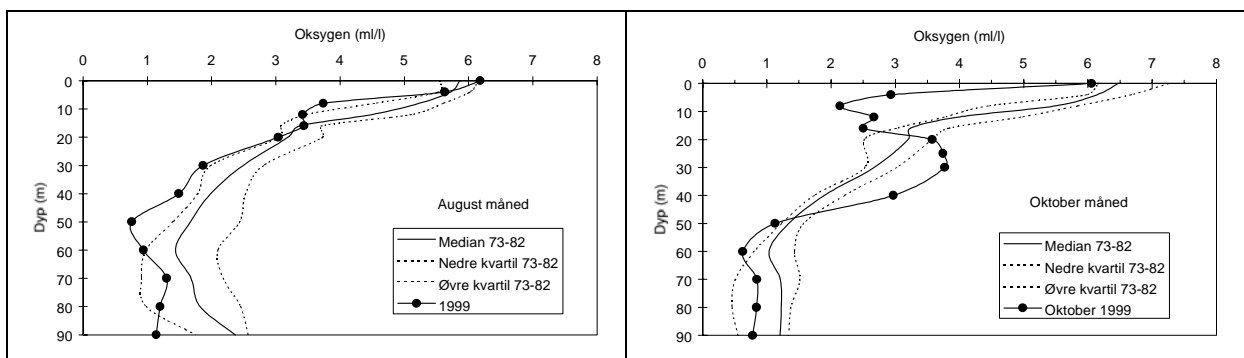 Oksygen (ml/l)
0 1 2 3 4 5 6 7 8
0
10
20
30
40
50
60
70
80
90
Dyp (m)
August måned
Median 73-82
Nedre kvartil 73-82
Øvre kvartil 73-82
1999
Oksygen (ml/l)
0 1 2 3 4 5 6 7 8
0
10
20
30
40
50
60
70
80
90
Dyp (m)
Oktober måned
Median 73-82
Nedre kvartil 73-82
Øvre kvartil 73-82
Oktober 1999